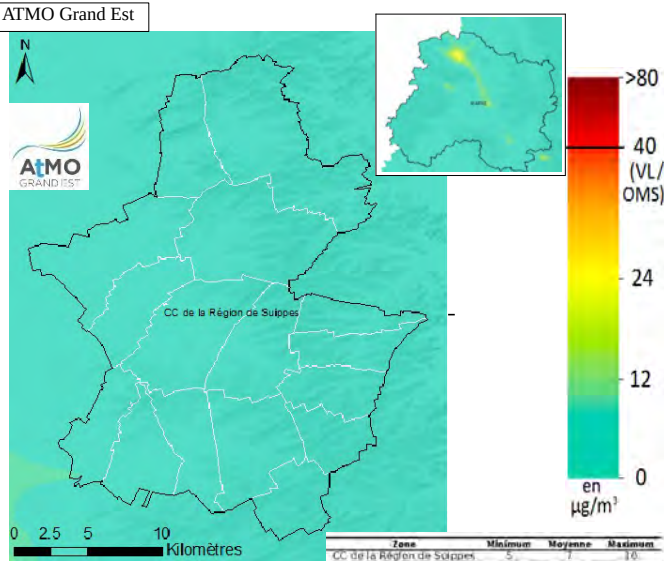 ATMO Grand Est
N
AtMO
GRAND EST
CC de la Région de Suippes
>80
40
(VL/
OMS)
24
12
0
en
µg/m³
0 2.5 5 10
Kilomètres
Zone Minimum Moyenne Maximum
CC de la Région de Suippes 5 7 10